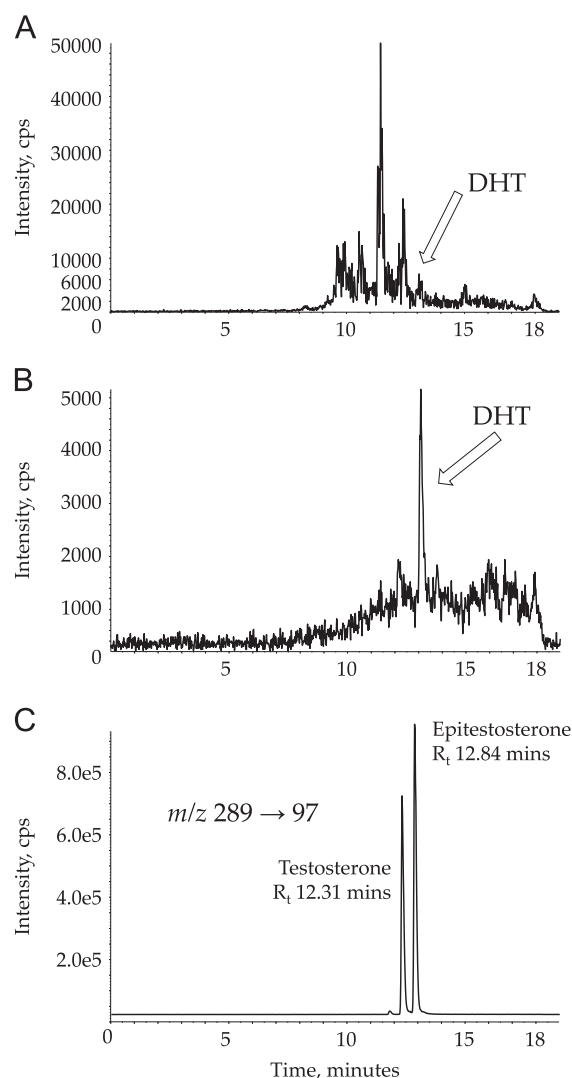 A
Intensity, cps
50000
40000
30000
20000
10000
6000
2000
0
5
10
15
18
DHT
B
Intensity, cps
5000
4000
3000
2000
1000
0
5
10
15
18
DHT
C
Intensity, cps
8.0e5
6.0e5
4.0e5
2.0e5
m/z 289 → 97
Epitestosterone
Rt 12.84 mins
Testosterone
Rt 12.31 mins
0
5
10
15
18
Time, minutes